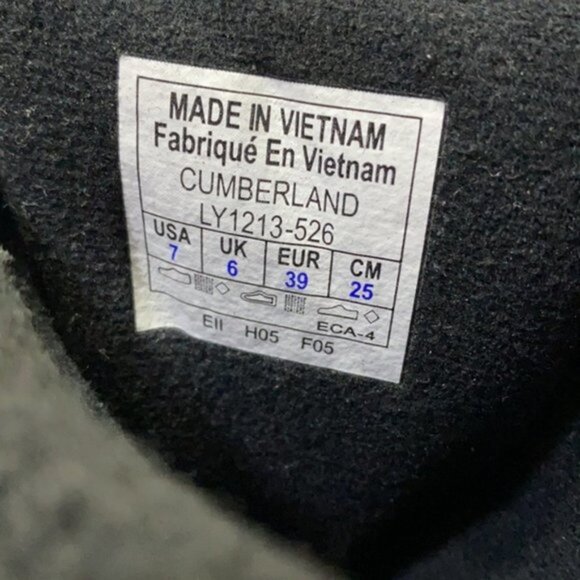 MADE IN VIETNAM
Fabriqué En Vietnam
CUMBERLAND
LY1213-526
USA UK EUR CM
7 6 39 25
ECA-4
EII H05 F05